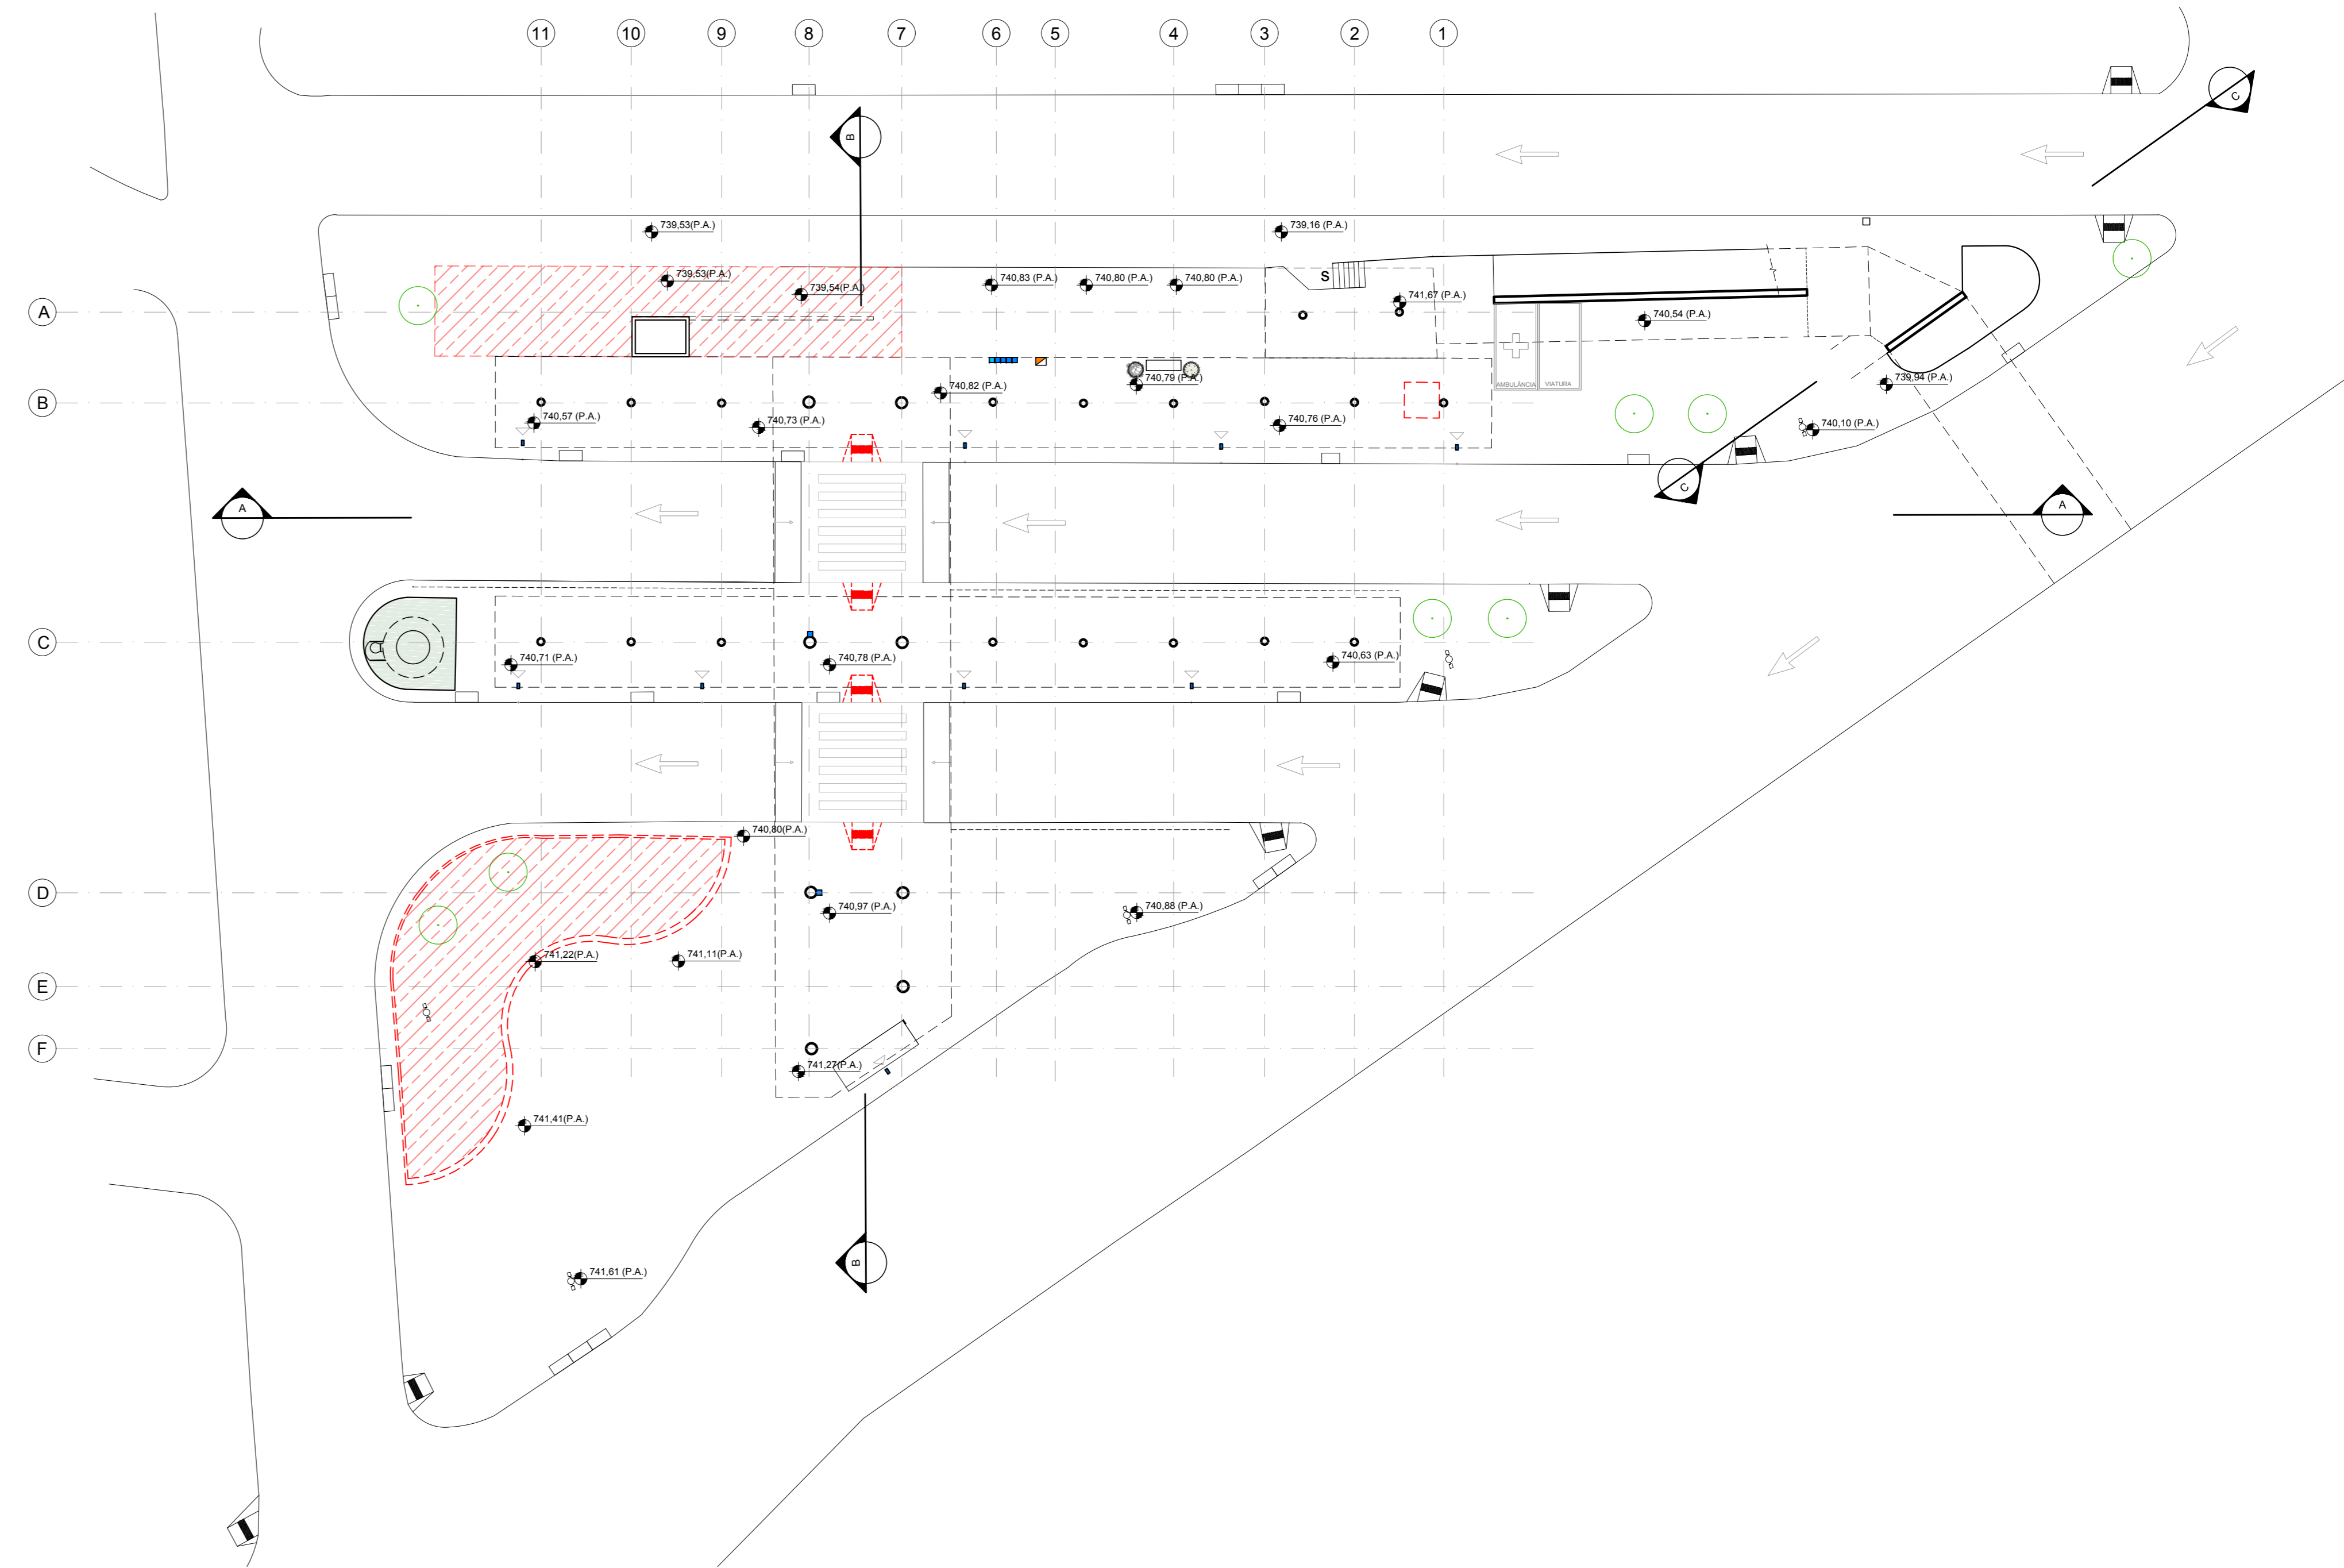 11 10 9 8 7 6 5 4 3 2 1
C
B
739,53(P.A.)
739,16 (P.A.)
739,53(P.A.)
739,54(P.A.)
740,83 (P.A.)
740,80 (P.A.)
740,80 (P.A.)
S
741,67 (P.A.)
A
740,54 (P.A.)
740,79 (P.A.)
AMBULÂNCIA
VIATURA
739,94 (P.A.)
740,82 (P.A.)
B
740,57 (P.A.)
740,73 (P.A.)
740,76 (P.A.)
740,10 (P.A.)
C
A
A
C
740,71 (P.A.)
740,78 (P.A.)
740,63 (P.A.)
740,80(P.A.)
D
740,97 (P.A.)
740,88 (P.A.)
741,22(P.A.)
741,11(P.A.)
E
F
741,27(P.A.)
741,41(P.A.)
B
741,61 (P.A.)